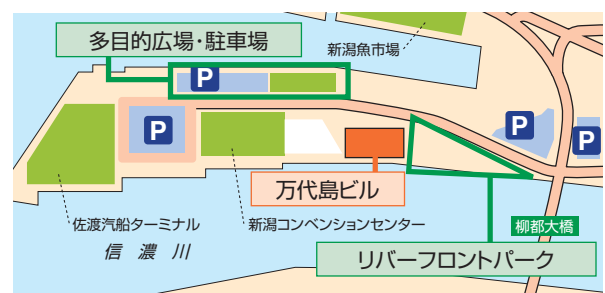 多目的広場・駐車場
新潟魚市場
P
P
P
P
万代島ビル
佐渡汽船ターミナル
新潟コンベンションセンター
柳都大橋
信濃川
リバーフロントパーク